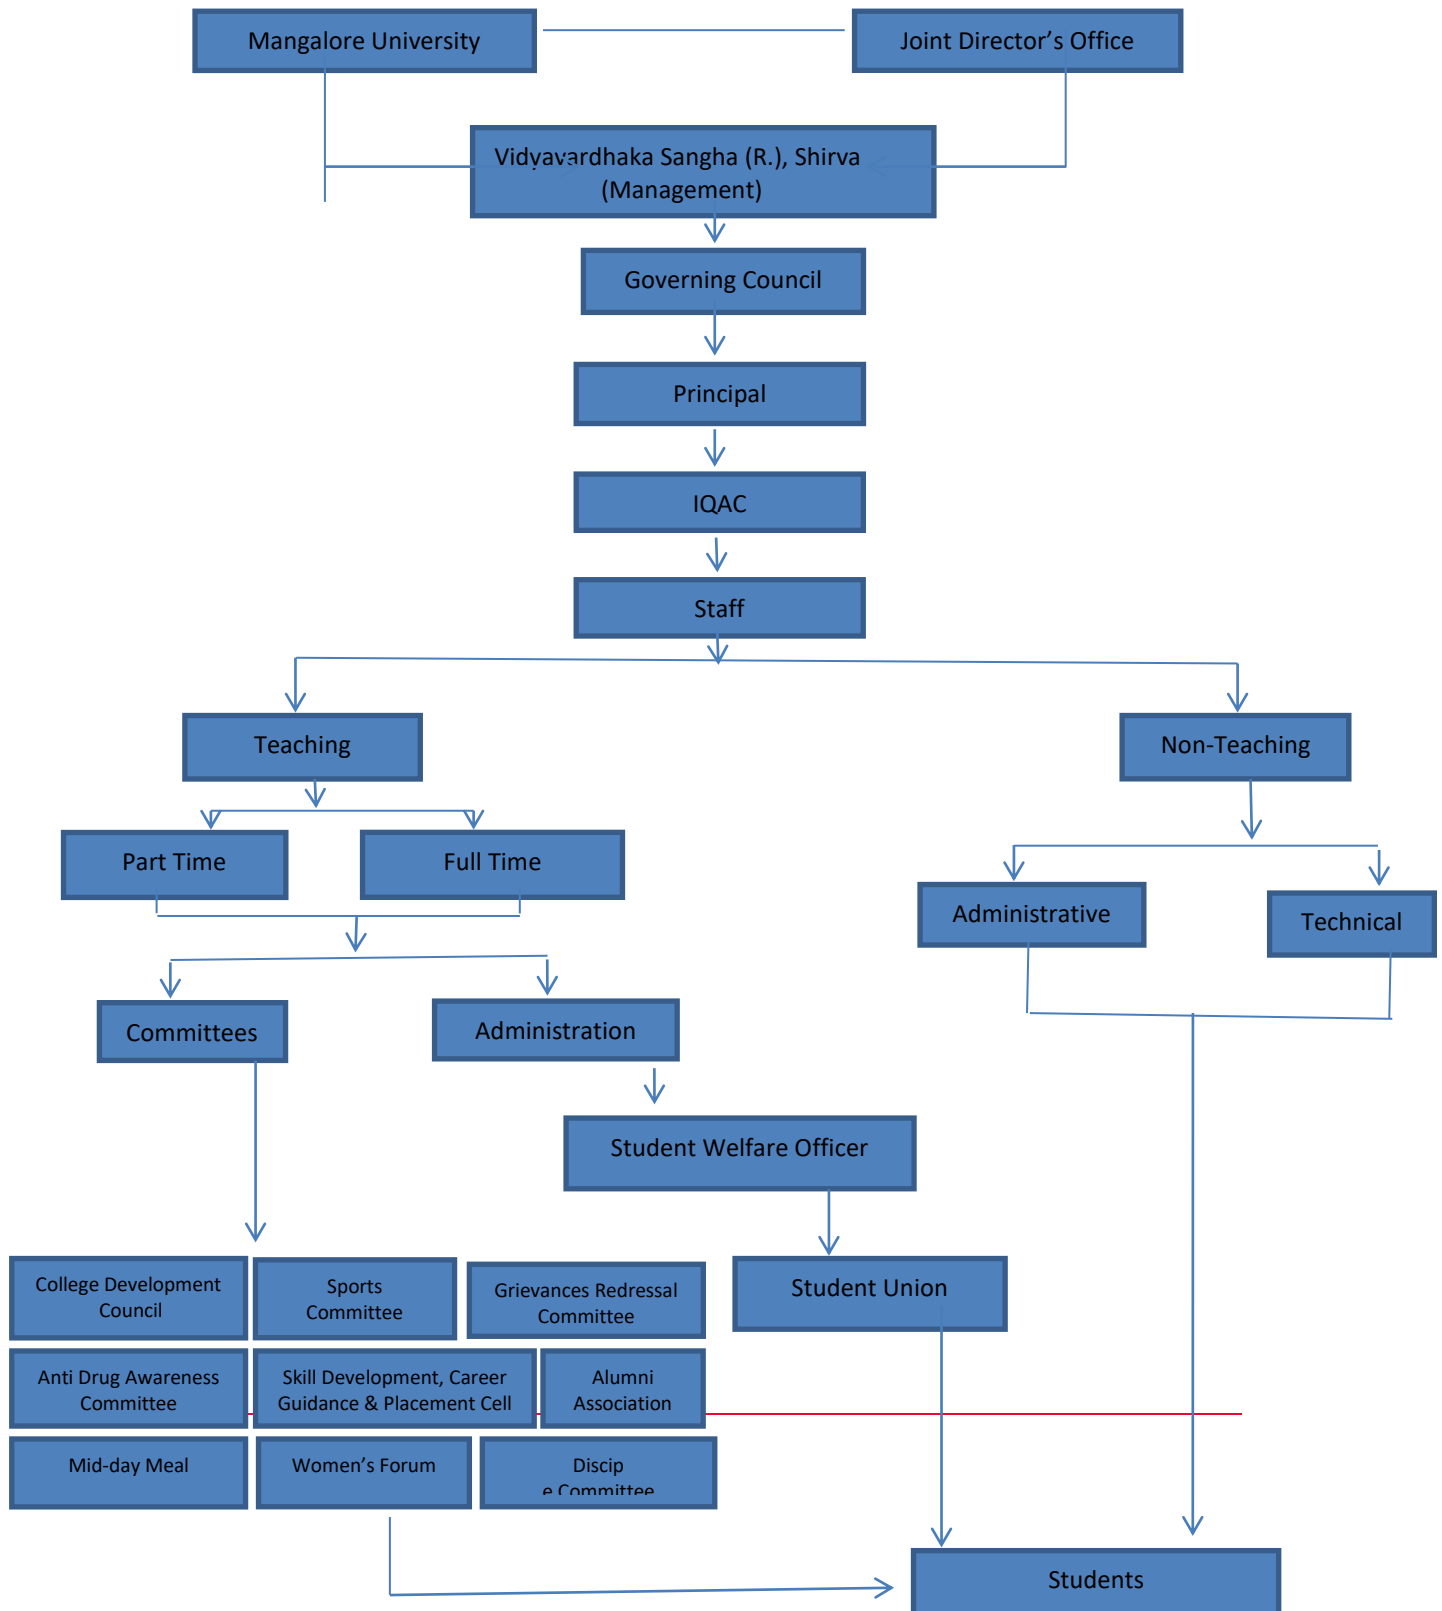 Mangalore University
Joint Director’s Office
Vidyavardhaka Sangha (R.), Shirva
(Management)
Governing Council
Principal
IQAC
Staff
Teaching
Non-Teaching
Part Time
Full Time
Administrative
Technical
Committees
Administration
Student Welfare Officer
College Development
Council
Sports
Committee
Grievances Redressal
Committee
Student Union
Anti Drug Awareness
Committee
Skill Development, Career
Guidance & Placement Cell
Alumni
Association
Mid-day Meal
Women’s Forum
Discip
e Committee
Students